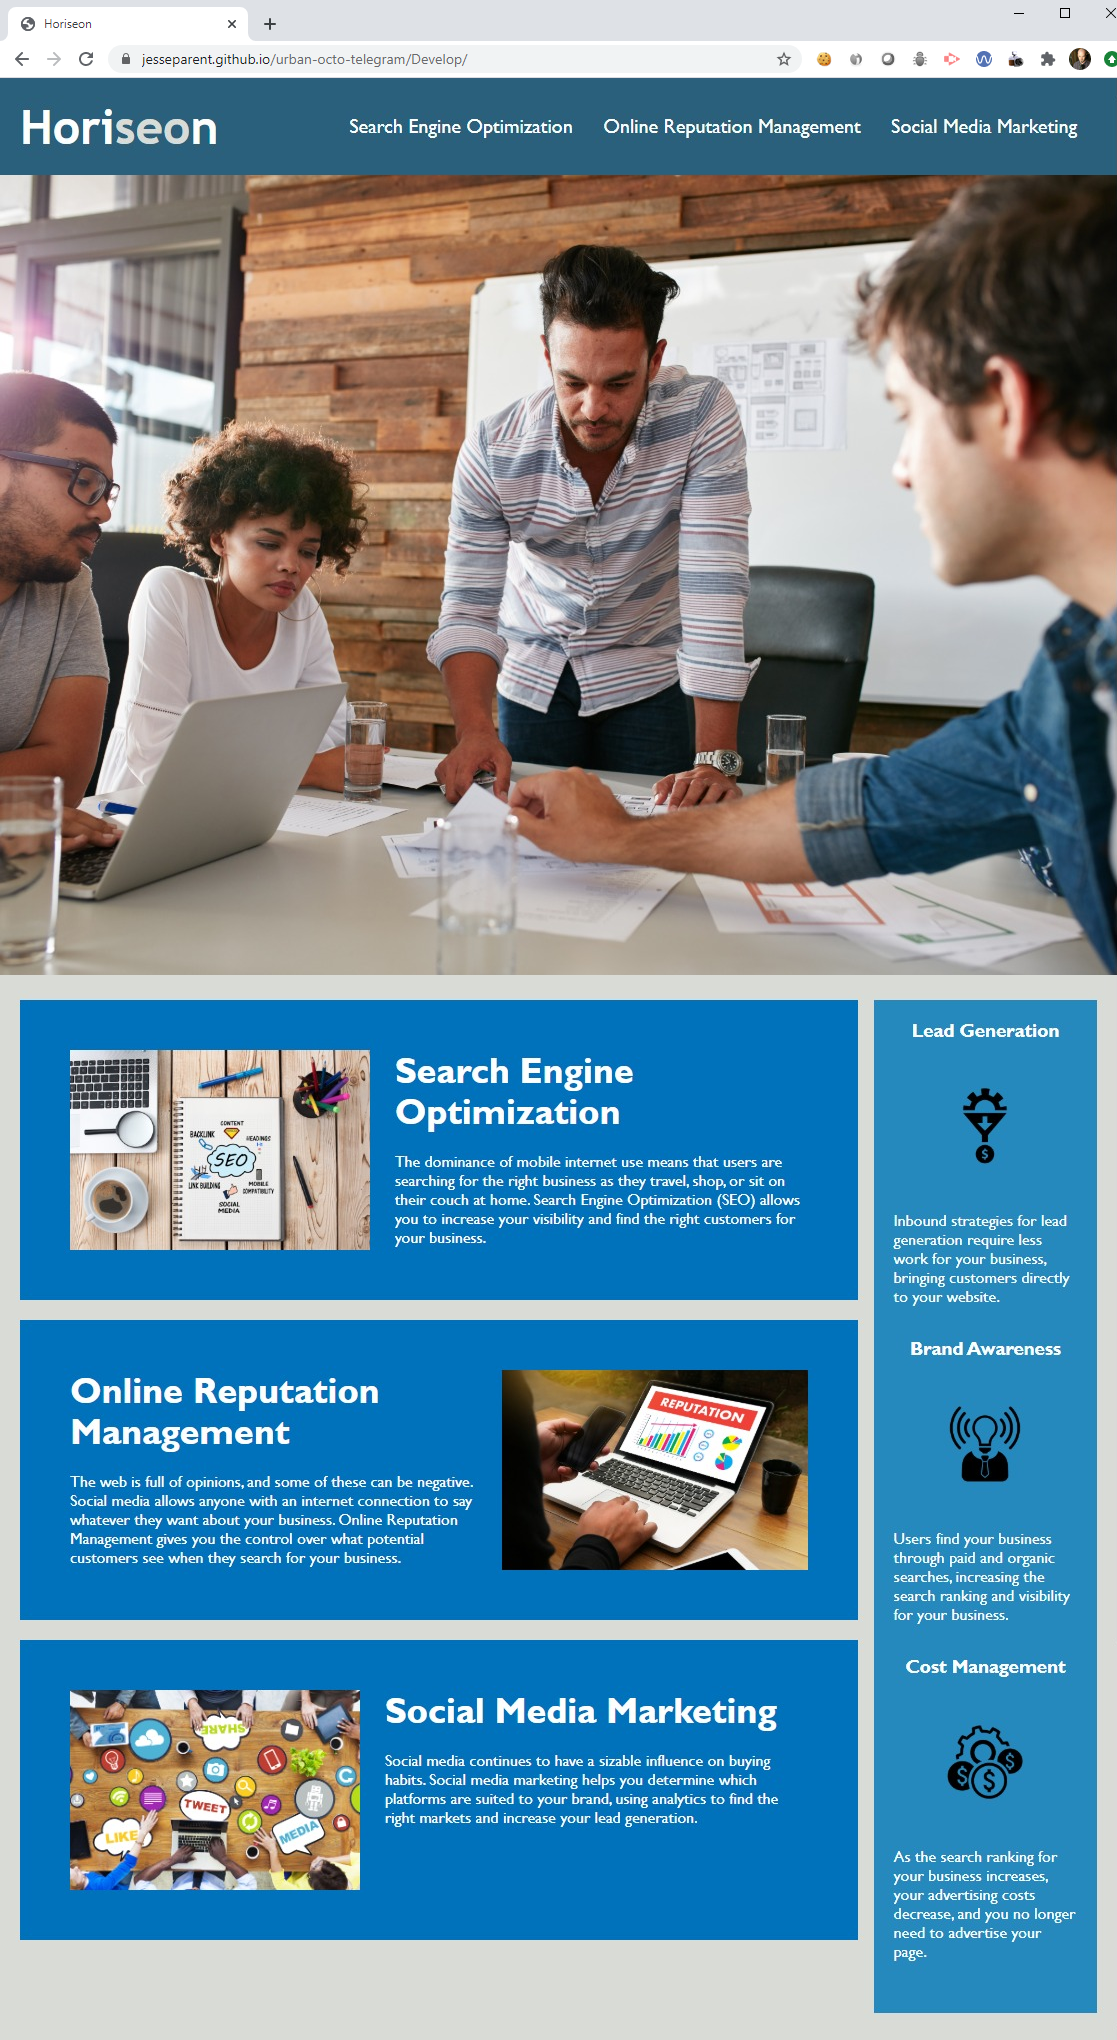 Horiseon
jesseparent.github.io/urban-octo-telegram/Develop/
Horiseon
Search Engine Optimization
Online Reputation Management
Social Media Marketing
CONTENT
BACKLINK
HEADINGS
SEO
LINK BUILDING
MOBILE
COMPATIBILITY
SOCIAL
MEDIA
Search Engine
Optimization
The dominance of mobile internet use means that users are
searching for the right business as they travel, shop, or sit on
their couch at home. Search Engine Optimization (SEO) allows
you to increase your visibility and find the right customers for
your business.
Online Reputation
Management
The web is full of opinions, and some of these can be negative.
Social media allows anyone with an internet connection to say
whatever they want about your business. Online Reputation
Management gives you the control over what potential
customers see when they search for your business.
REPUTATION
SHARE
TWEET
LIKE
MEDIA
Social Media Marketing
Social media continues to have a sizable influence on buying
habits. Social media marketing helps you determine which
platforms are suited to your brand, using analytics to find the
right markets and increase your lead generation.
Lead Generation
$
Inbound strategies for lead
generation require less
work for your business,
bringing customers directly
to your website.
Brand Awareness
Users find your business
through paid and organic
searches, increasing the
search ranking and visibility
for your business.
Cost Management
$ $ $
As the search ranking for
your business increases,
your advertising costs
decrease, and you no longer
need to advertise your
page.